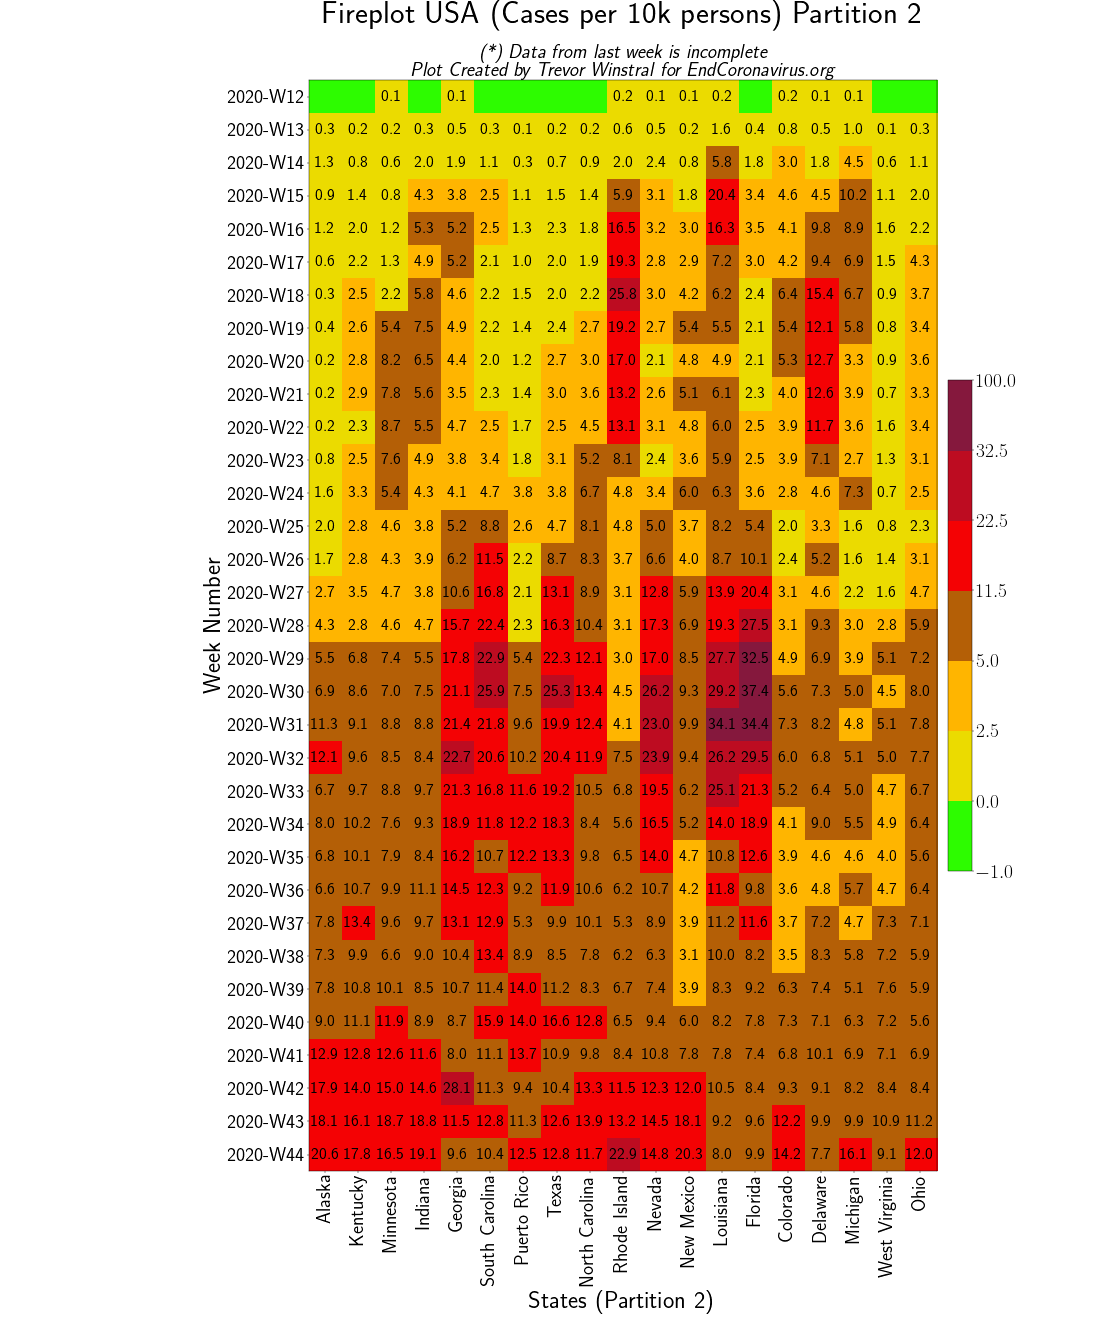 Fireplot USA (Cases per 10k persons) Partition 2
(*) Data from last week is incomplete
Plot Created by Trevor Winstral for EndCoronavirus.org
2020-W12 0.1 0.1 0.2 0.1 0.1 0.2 0.2 0.1 0.1
2020-W13 0.3 0.2 0.2 0.3 0.5 0.3 0.1 0.2 0.2 0.6 0.5 0.2 1.6 0.4 0.8 0.5 1.0 0.1 0.3
2020-W14 1.3 0.8 0.6 2.0 1.9 1.1 0.3 0.7 0.9 2.0 2.4 0.8 5.8 1.8 3.0 1.8 4.5 0.6 1.1
2020-W15 0.9 1.4 0.8 4.3 3.8 2.5 1.1 1.5 1.4 5.9 3.1 1.8 20.4 3.4 4.6 4.5 10.2 1.1 2.0
2020-W16 1.2 2.0 1.2 5.3 5.2 2.5 1.3 2.3 1.8 16.5 3.2 3.0 16.3 3.5 4.1 9.8 8.9 1.6 2.2
2020-W17 0.6 2.2 1.3 4.9 5.2 2.1 1.0 2.0 1.9 19.3 2.8 2.9 7.2 3.0 4.2 9.4 6.9 1.5 4.3
2020-W18 0.3 2.5 2.2 5.8 4.6 2.2 1.5 2.0 2.2 25.8 3.0 4.2 6.2 2.4 6.4 15.4 6.7 0.9 3.7
2020-W19 0.4 2.6 5.4 7.5 4.9 2.2 1.4 2.4 2.7 19.2 2.7 5.4 5.5 2.1 5.4 12.1 5.8 0.8 3.4
2020-W20 0.2 2.8 8.2 6.5 4.4 2.0 1.2 2.7 3.0 17.0 2.1 4.8 4.9 2.1 5.3 12.7 3.3 0.9 3.6
2020-W21 0.2 2.9 7.8 5.6 3.5 2.3 1.4 3.0 3.6 13.2 2.6 5.1 6.1 2.3 4.0 12.6 3.9 0.7 3.3
2020-W22 0.2 2.3 8.7 5.5 4.7 2.5 1.7 2.5 4.5 13.1 3.1 4.8 6.0 2.5 3.9 11.7 3.6 1.6 3.4
2020-W23 0.8 2.5 7.6 4.9 3.8 3.4 1.8 3.1 5.2 8.1 2.4 3.6 5.9 2.5 3.9 7.1 2.7 1.3 3.1
2020-W24 1.6 3.3 5.4 4.3 4.1 4.7 3.8 3.8 6.7 4.8 3.4 6.0 6.3 3.6 2.8 4.6 7.3 0.7 2.5
2020-W25 2.0 2.8 4.6 3.8 5.2 8.8 2.6 4.7 8.1 4.8 5.0 3.7 8.2 5.4 2.0 3.3 1.6 0.8 2.3
2020-W26 1.7 2.8 4.3 3.9 6.2 11.5 2.2 8.7 8.3 3.7 6.6 4.0 8.7 10.1 2.4 5.2 1.6 1.4 3.1
2020-W27 2.7 3.5 4.7 3.8 10.6 16.8 2.1 13.1 8.9 3.1 12.8 5.9 13.9 20.4 3.1 4.6 2.2 1.6 4.7
2020-W28 4.3 2.8 4.6 4.7 15.7 22.4 2.3 16.3 10.4 3.1 17.3 6.9 19.3 27.5 3.1 9.3 3.0 2.8 5.9
2020-W29 5.5 6.8 7.4 5.5 17.8 22.9 5.4 22.3 12.1 3.0 17.0 8.5 27.7 32.5 4.9 6.9 3.9 5.1 7.2
2020-W30 6.9 8.6 7.0 7.5 21.1 25.9 7.5 25.3 13.4 4.5 26.2 9.3 29.2 37.4 5.6 7.3 5.0 4.5 8.0
2020-W31 11.3 9.1 8.8 8.8 21.4 21.8 9.6 19.9 12.4 4.1 23.0 9.9 34.1 34.4 7.3 8.2 4.8 5.1 7.8
2020-W32 12.1 9.6 8.5 8.4 22.7 20.6 10.2 20.4 11.9 7.5 23.9 9.4 26.2 29.5 6.0 6.8 5.1 5.0 7.7
2020-W33 6.7 9.7 8.8 9.7 21.3 16.8 11.6 19.2 10.5 6.8 19.5 6.2 25.1 21.3 5.2 6.4 5.0 4.7 6.7
2020-W34 8.0 10.2 7.6 9.3 18.9 11.8 12.2 18.3 8.4 5.6 16.5 5.2 14.0 18.9 4.1 9.0 5.5 4.9 6.4
2020-W35 6.8 10.1 7.9 8.4 16.2 10.7 12.2 13.3 9.8 6.5 14.0 4.7 10.8 12.6 3.9 4.6 4.6 4.0 5.6
2020-W36 6.6 10.7 9.9 11.1 14.5 12.3 9.2 11.9 10.6 6.2 10.7 4.2 11.8 9.8 3.6 4.8 5.7 4.7 6.4
2020-W37 7.8 13.4 9.6 9.7 13.1 12.9 5.3 9.9 10.1 5.3 8.9 3.9 11.2 11.6 3.7 7.2 4.7 7.3 7.1
2020-W38 7.3 9.9 6.6 9.0 10.4 13.4 8.9 8.5 7.8 6.2 6.3 3.1 10.0 8.2 3.5 8.3 5.8 7.2 5.9
2020-W39 7.8 10.8 10.1 8.5 10.7 11.4 14.0 11.2 8.3 6.7 7.4 3.9 8.3 9.2 6.3 7.4 5.1 7.6 5.9
2020-W40 9.0 11.1 11.9 8.9 8.7 15.9 14.0 16.6 12.8 6.5 9.4 6.0 8.2 7.8 7.3 7.1 6.3 7.2 5.6
2020-W41 12.9 12.8 12.6 11.6 8.0 11.1 13.7 10.9 9.8 8.4 10.8 7.8 7.8 7.4 6.8 10.1 6.9 7.1 6.9
2020-W42 17.9 14.0 15.0 14.6 28.1 11.3 9.4 10.4 13.3 11.5 12.3 12.0 10.5 8.4 9.3 9.1 8.2 8.4 8.4
2020-W43 18.1 16.1 18.7 18.8 11.5 12.8 11.3 12.6 13.9 13.2 14.5 18.1 9.2 9.6 12.2 9.9 9.9 10.9 11.2
2020-W44 20.6 17.8 16.5 19.1 9.6 10.4 12.5 12.8 11.7 22.9 14.8 20.3 8.0 9.9 14.2 7.7 16.1 9.1 12.0
Week Number
Alaska
Kentucky
Minnesota
Indiana
Georgia
South Carolina
Puerto Rico
Texas
North Carolina
Rhode Island
Nevada
New Mexico
Louisiana
Florida
Colorado
Delaware
Michigan
West Virginia
Ohio
States (Partition 2)
100.0
32.5
22.5
11.5
5.0
2.5
0.0
−1.0